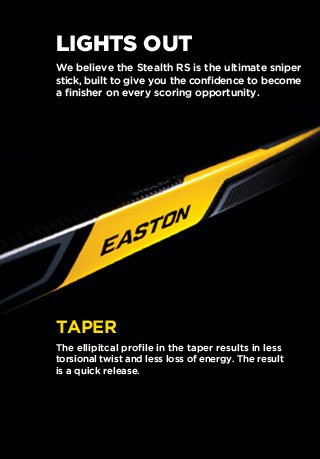 LIGHTS OUT
We believe the Stealth RS is the ultimate sniper
stick, built to give you the confidence to become
a finisher on every scoring opportunity.
EASTON
TAPER
The ellipitcal profile in the taper results in less
torsional twist and less loss of energy. The result
is a quick release.